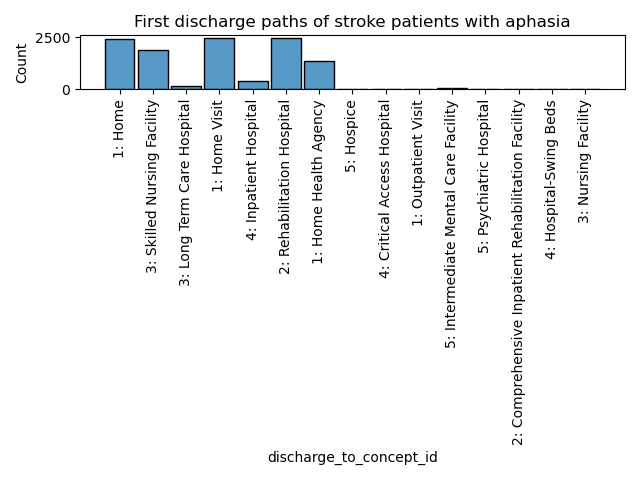 First discharge paths of stroke patients with aphasia
Count
2500
0
1: Home
3: Skilled Nursing Facility
3: Long Term Care Hospital
1: Home Visit
4: Inpatient Hospital
2: Rehabilitation Hospital
1: Home Health Agency
5: Hospice
4: Critical Access Hospital
1: Outpatient Visit
5: Intermediate Mental Care Facility
5: Psychiatric Hospital
2: Comprehensive Inpatient Rehabilitation Facility
4: Hospital-Swing Beds
3: Nursing Facility
discharge_to_concept_id